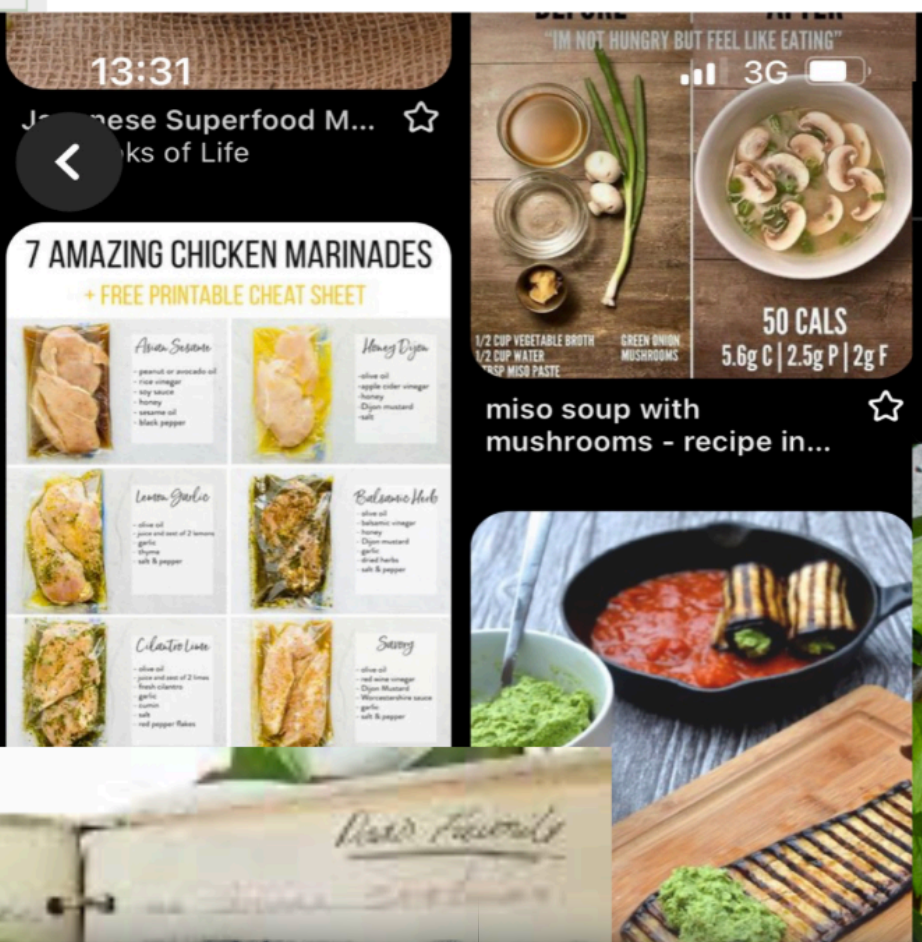 13:31
3G
BEFORE
AFTER
"I'M NOT HUNGRY BUT FEEL LIKE EATING"
M...
ks of Life
7 AMAZING CHICKEN MARINADES
+ FREE PRINTABLE CHEAT SHEET
Asian Sesame
- peanut or avocado oil
- rice vinegar
- soy sauce
- honey
- sesame oil
- black pepper
Honey Dijon
-olive oil
-apple cider vinegar
-honey
-Dijon mustard
-salt
Lemon Garlic
- olive oil
- juice and zest of 2 lemons
- garlic
- thyme
- salt & pepper
Balsamic Herb
- olive oil
- balsamic vinegar
- honey
- Dijon mustard
- garlic
- dried herbs
- salt & pepper
Cilantro Lime
- olive oil
- juice and zest of 2 limes
- fresh cilantro
- garlic
- cumin
- salt
- red pepper flakes
Savory
- olive oil
- red wine vinegar
- Dijon Mustard
- Worcestershire sauce
- garlic
- salt & pepper
1/2 CUP VEGETABLE BROTH
1/2 CUP WATER
TBSP MISO PASTE
GREEN ONION
MUSHROOMS
50 CALS
5.6g C | 2.5g P | 2g F
miso soup with
mushrooms - recipe in...